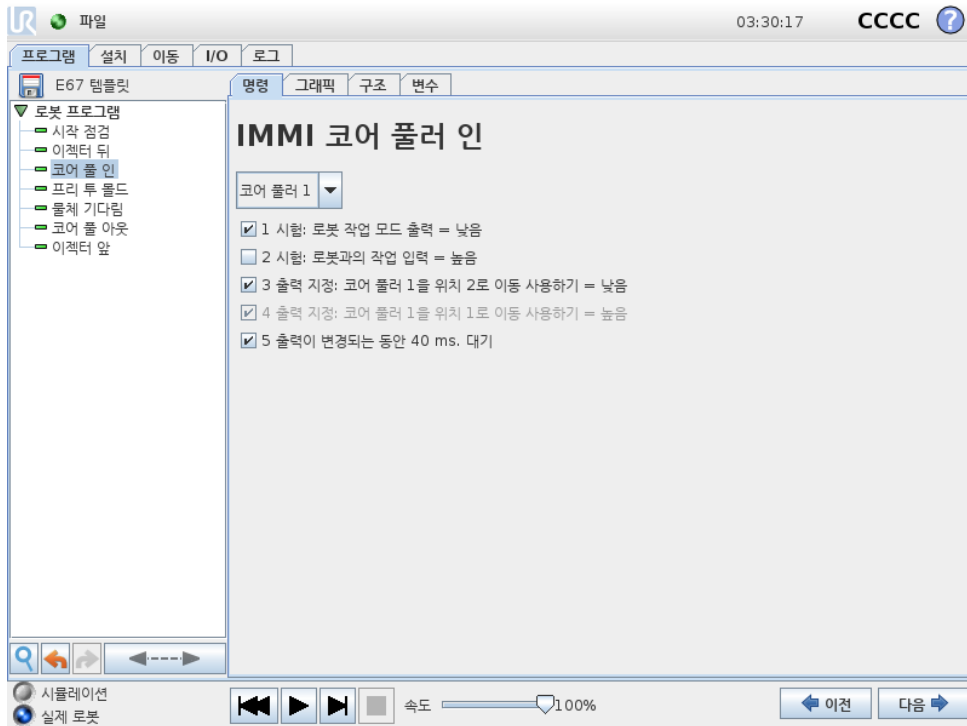 UR 파일 03:30:17 CCCC ?
프로그램 설치 이동 I/O 로그
E67 템플릿 명령 그래픽 구조 변수
로봇 프로그램
시작 점검
이젝터 뒤
코어 풀 인
프리 투 몰드
물체 기다림
코어 풀 아웃
이젝터 앞
IMMI 코어 풀러 인
코어 풀러 1
1 시험: 로봇 작업 모드 출력 = 낮음
2 시험: 로봇과의 작업 입력 = 높음
3 출력 지정: 코어 풀러 1을 위치 2로 이동 사용하기 = 낮음
4 출력 지정: 코어 풀러 1을 위치 1로 이동 사용하기 = 높음
5 출력이 변경되는 동안 40 ms. 대기
시뮬레이션
실제 로봇
속도 100% 이전 다음